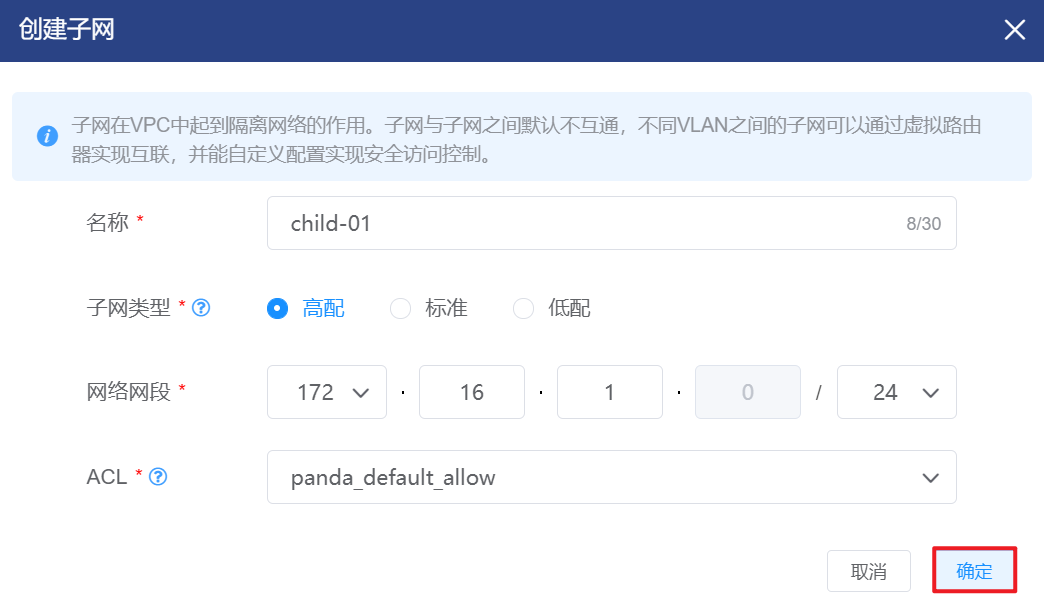 创建子网
子网在VPC中起到隔离网络的作用。子网与子网之间默认不互通，不同VLAN之间的子网可以通过虚拟路由
器实现互联，并能自定义配置实现安全访问控制。
名称 * child-01 8/30
子网类型 * 高配 标准 低配
网络网段 * 172 . 16 . 1 . 0 / 24
ACL * panda_default_allow
取消 确定